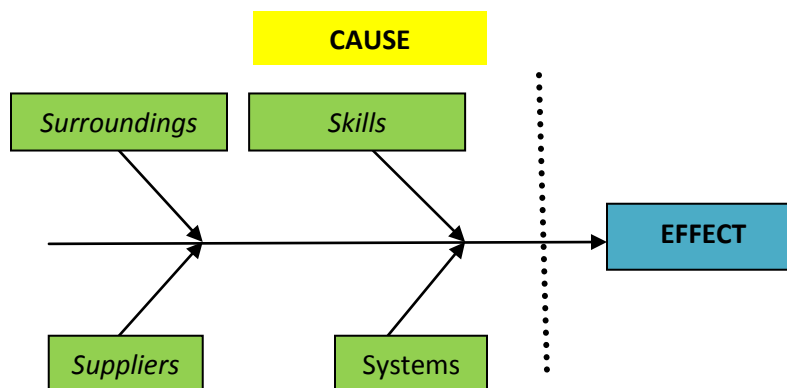 CAUSE
Surroundings
Skills
EFFECT
Suppliers
Systems